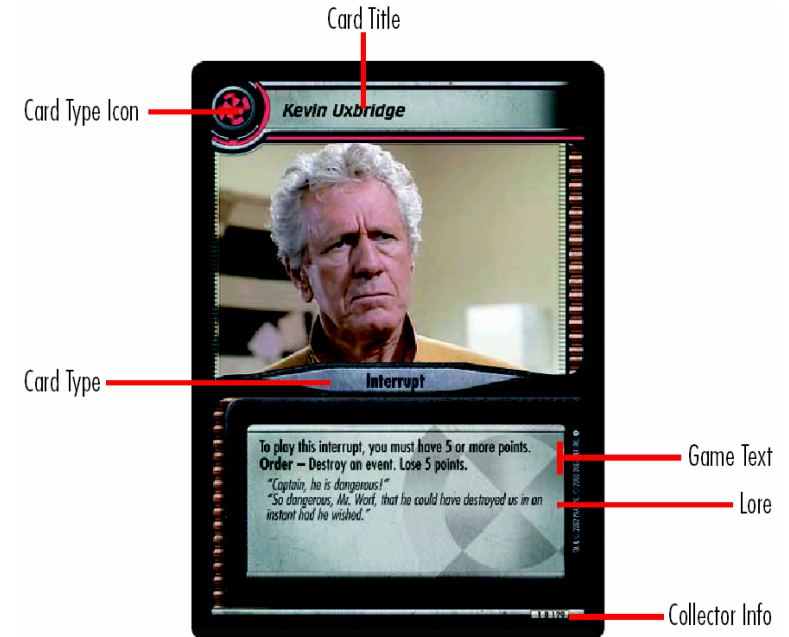 Card Title
Card Type Icon
Kevin Uxbridge
Card Type
Interrupt
To play this interrupt, you must have 5 or more points.
Order – Destroy an event. Lose 5 points.
"Captain, he is dangerous!"
"So dangerous, Mr. Worf, that he could have destroyed us in an
instant had he wished."
Game Text
Lore
Collector Info